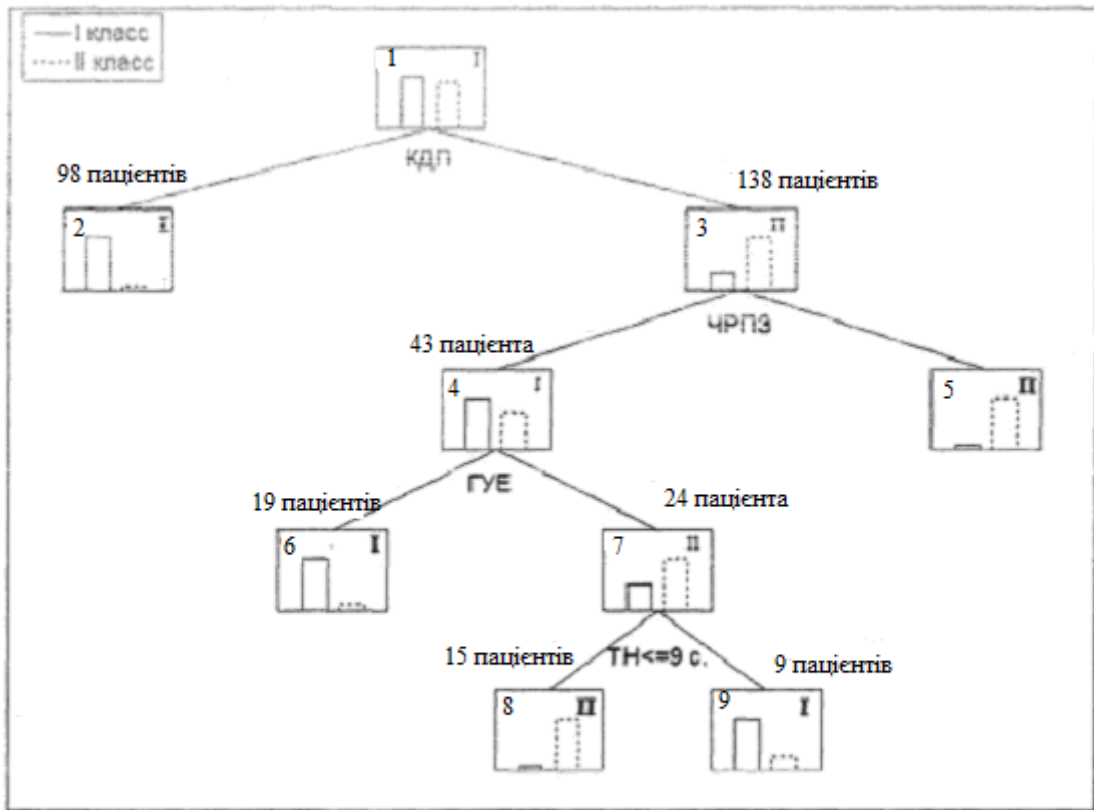 I класс
II класс
1 I
КДП
98 пацієнтів
138 пацієнтів
2 I
3 II
ЧРПЗ
43 пацієнта
4 I
5 II
ГУЕ
19 пацієнтів
24 пацієнта
6 I
7 II
15 пацієнтів
ТН<=9 с.
9 пацієнтів
8 II
9 I